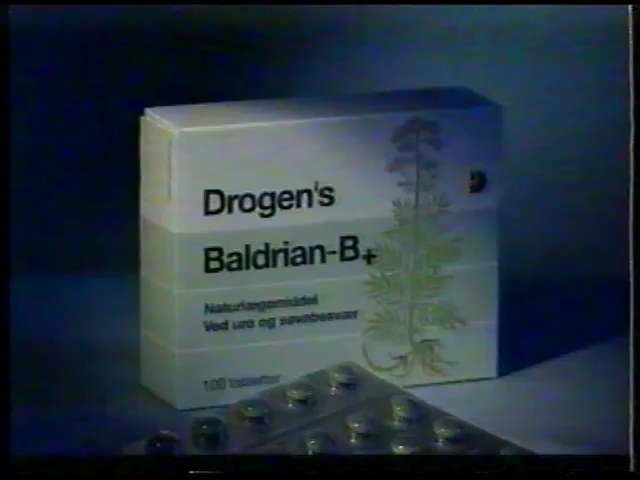 Drogen's
Baldrian-B+
Naturlægemiddel
Ved uro og søvnbesvær
100 tabletter